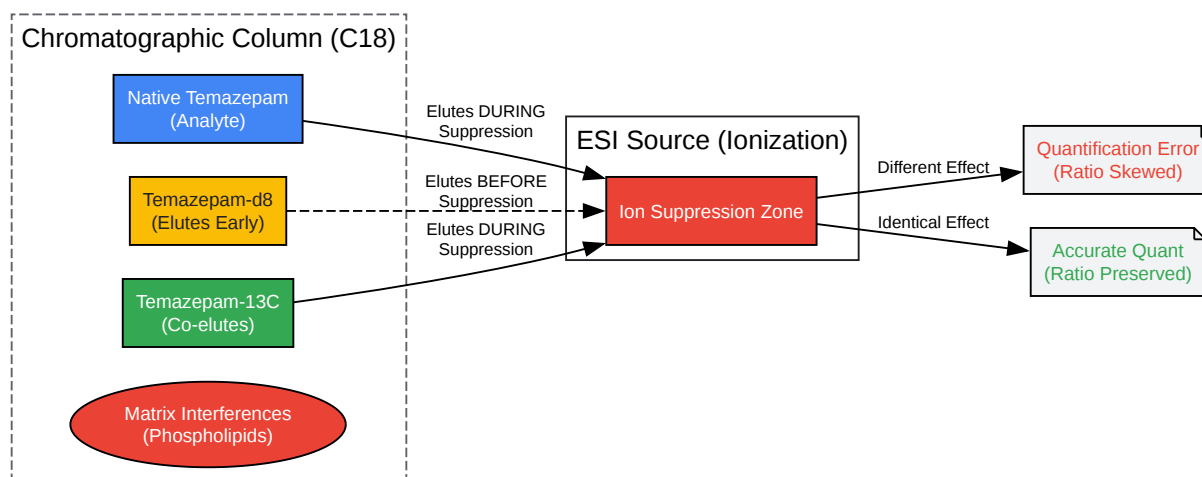 Chromatographic Column (C18)
Native Temazepam
(Analyte)
Temazepam-d8
(Elutes Early)
Temazepam-13C
(Co-elutes)
Matrix Interferences
(Phospholipids)
Elutes DURING
Suppression
Elutes BEFORE
Suppression
Elutes DURING
Suppression
ESI Source (Ionization)
Ion Suppression Zone
Different Effect
Identical Effect
Quantification Error
(Ratio Skewed)
Accurate Quant
(Ratio Preserved)